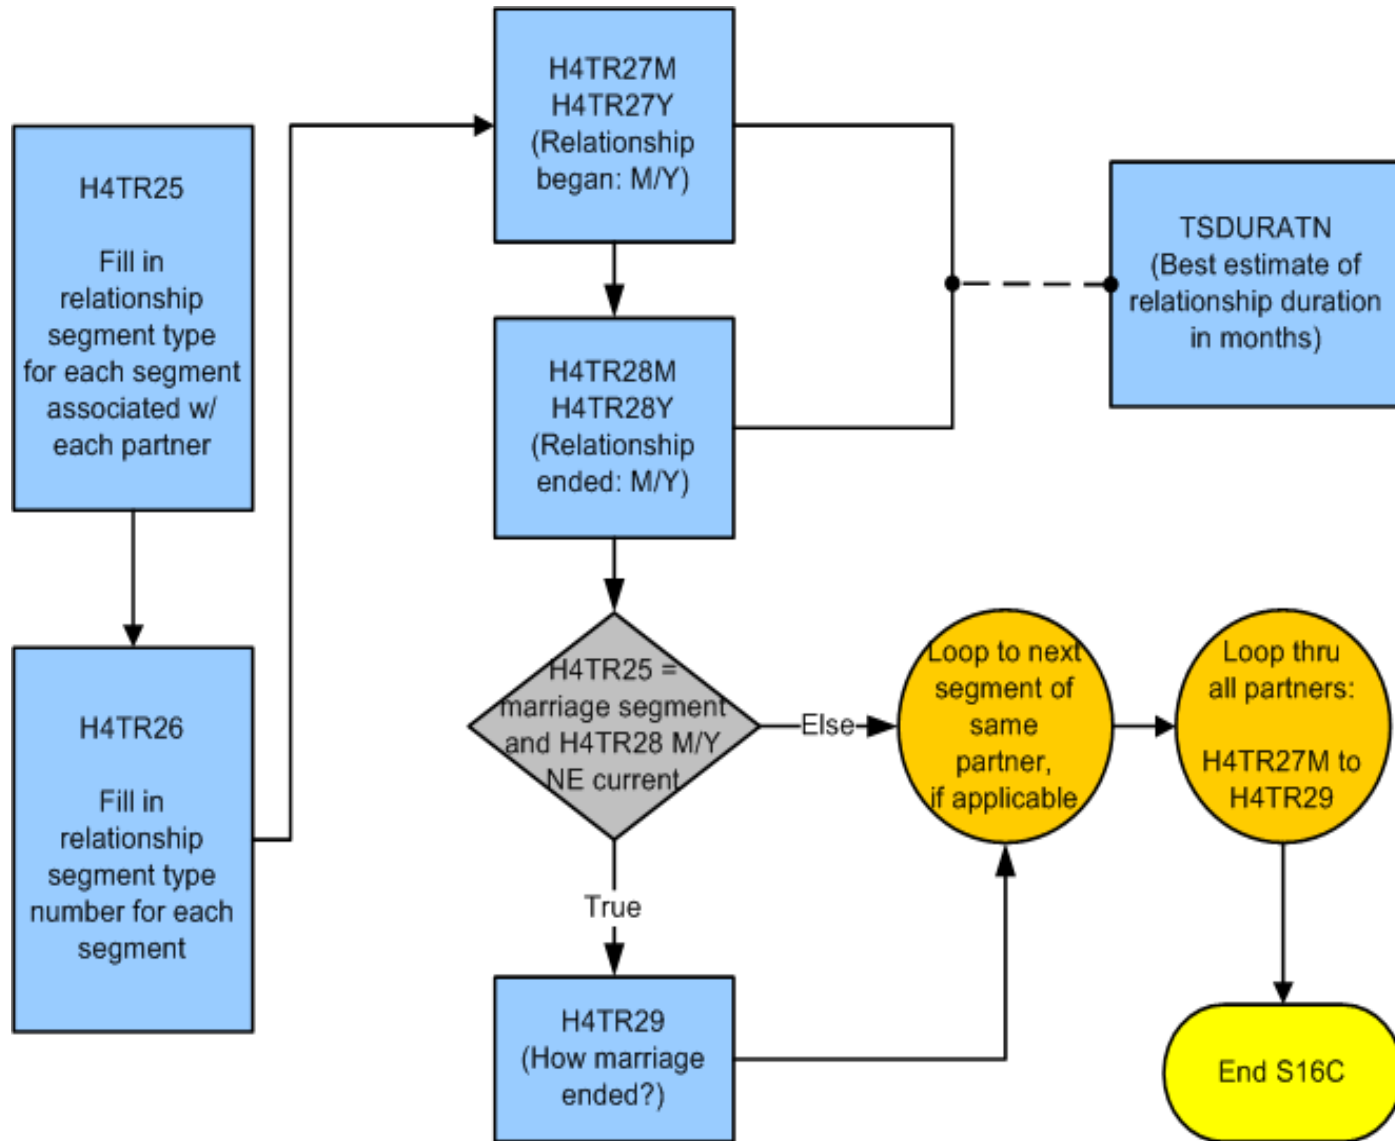 H4TR25
Fill in
relationship
segment type
for each segment
associated w/
each partner
H4TR26
Fill in
relationship
segment type
number for each
segment
H4TR27M
H4TR27Y
(Relationship
began: M/Y)
H4TR28M
H4TR28Y
(Relationship
ended: M/Y)
TSDURATN
(Best estimate of
relationship duration
in months)
H4TR25 =
marriage segment
and H4TR28 M/Y
NE current
Else
True
H4TR29
(How marriage
ended?)
Loop to next
segment of
same
partner,
if applicable
Loop thru
all partners:
H4TR27M to
H4TR29
End S16C